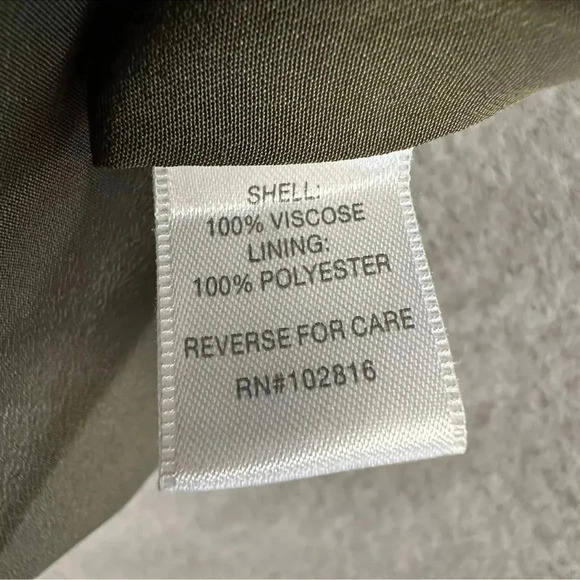 SHELL:
100% VISCOSE
LINING:
100% POLYESTER
REVERSE FOR CARE
RN#102816